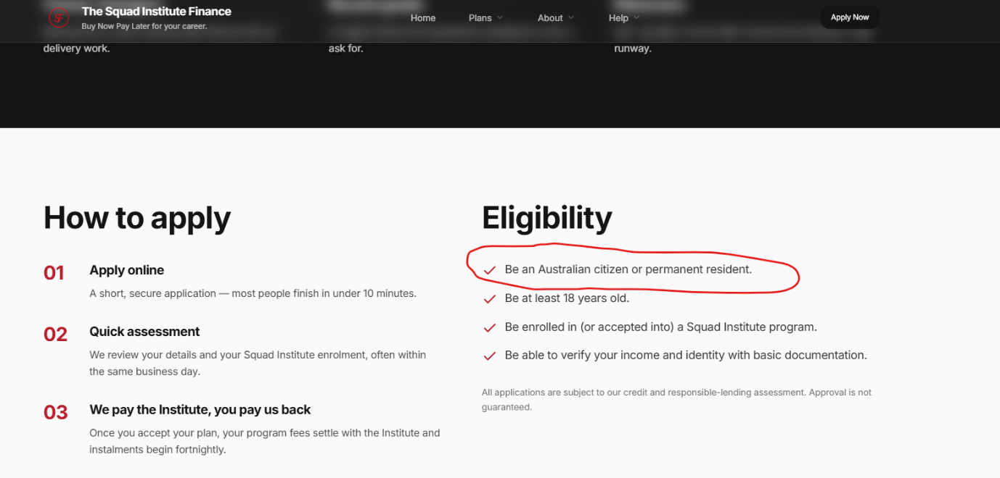 The Squad Institute Finance
Buy Now Pay Later for your career.
Home
Plans
About
Help
Apply Now
delivery work.
ask for.
runway.
How to apply
01
Apply online
A short, secure application — most people finish in under 10 minutes.
02
Quick assessment
We review your details and your Squad Institute enrolment, often within
the same business day.
03
We pay the Institute, you pay us back
Once you accept your plan, your program fees settle with the Institute and
instalments begin fortnightly.
Eligibility
Be an Australian citizen or permanent resident.
Be at least 18 years old.
Be enrolled in (or accepted into) a Squad Institute program.
Be able to verify your income and identity with basic documentation.
All applications are subject to our credit and responsible-lending assessment. Approval is not
guaranteed.